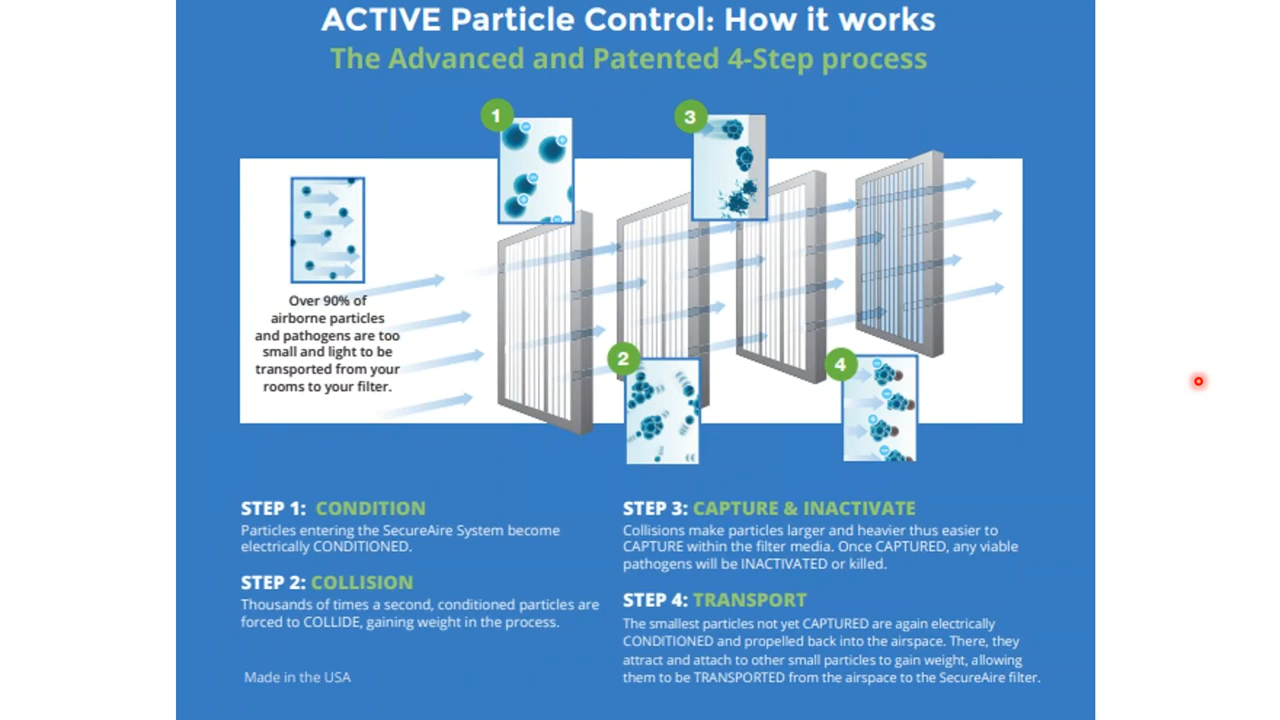 ACTIVE Particle Control: How it works
The Advanced and Patented 4-Step process
1
3
Over 90% of
airborne particles
and pathogens are too
small and light to be
transported from your
rooms to your filter.
2
4
STEP 1: CONDITION
Particles entering the SecureAire System become
electrically CONDITIONED.
STEP 2: COLLISION
Thousands of times a second, conditioned particles are
forced to COLLIDE, gaining weight in the process.
Made in the USA
STEP 3: CAPTURE & INACTIVATE
Collisions make particles larger and heavier thus easier to
CAPTURE within the filter media. Once CAPTURED, any viable
pathogens will be INACTIVATED or killed.
STEP 4: TRANSPORT
The smallest particles not yet CAPTURED are again electrically
CONDITIONED and propelled back into the airspace. There, they
attract and attach to other small particles to gain weight, allowing
them to be TRANSPORTED from the airspace to the SecureAire filter.